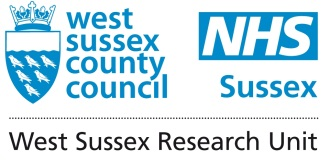 west
sussex
county
council
NHS
Sussex
West Sussex Research Unit